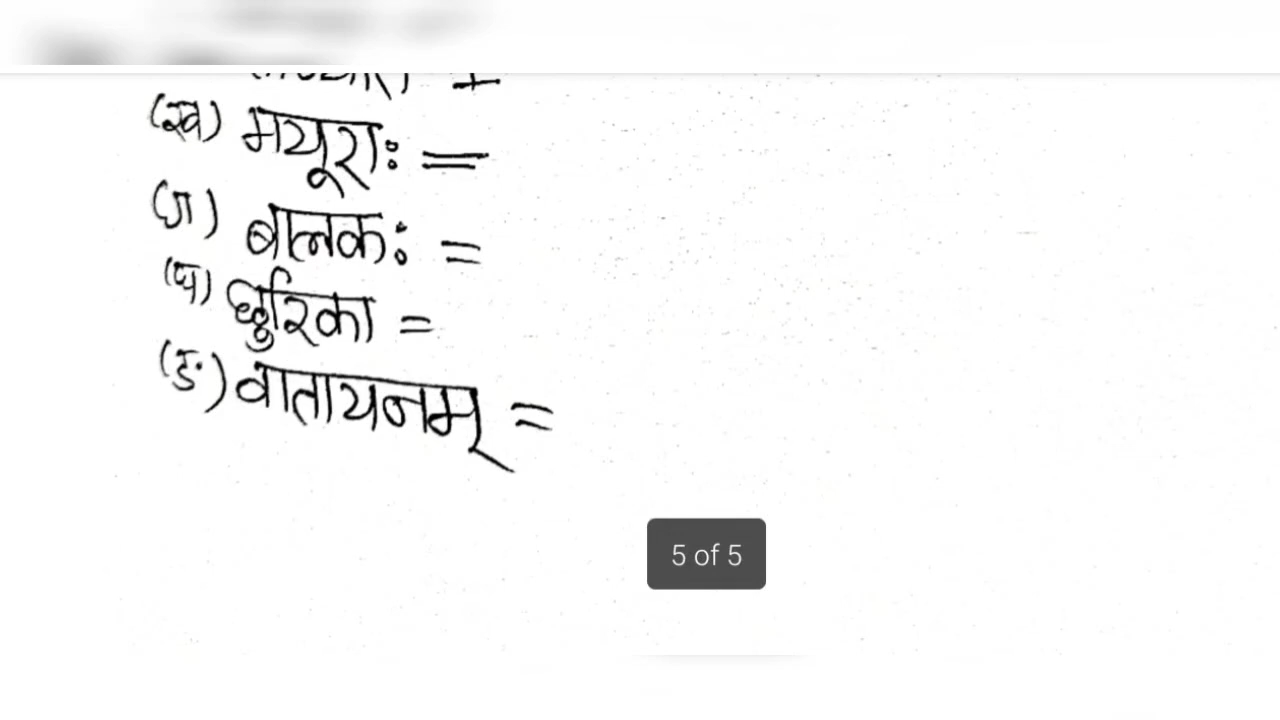 (ख) मयूराः =
(ग) बालकः =
(घ) छुरिका =
(ङ) वातायनम् =
5 of 5